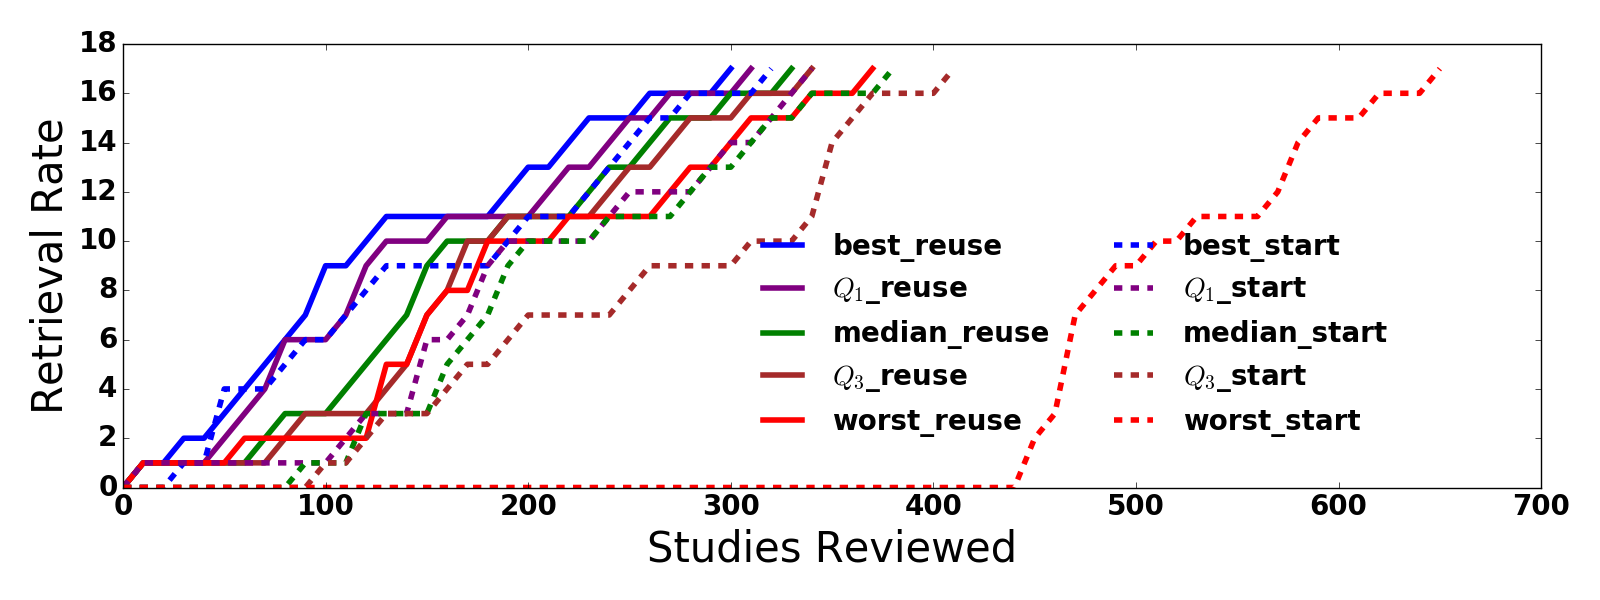 18
16
14
12
10
8
6
4
2
0
Retrieval Rate
0 100 200 300 400 500 600 700
Studies Reviewed
best_reuse
Q₁_reuse
median_reuse
Q₃_reuse
worst_reuse
best_start
Q₁_start
median_start
Q₃_start
worst_start